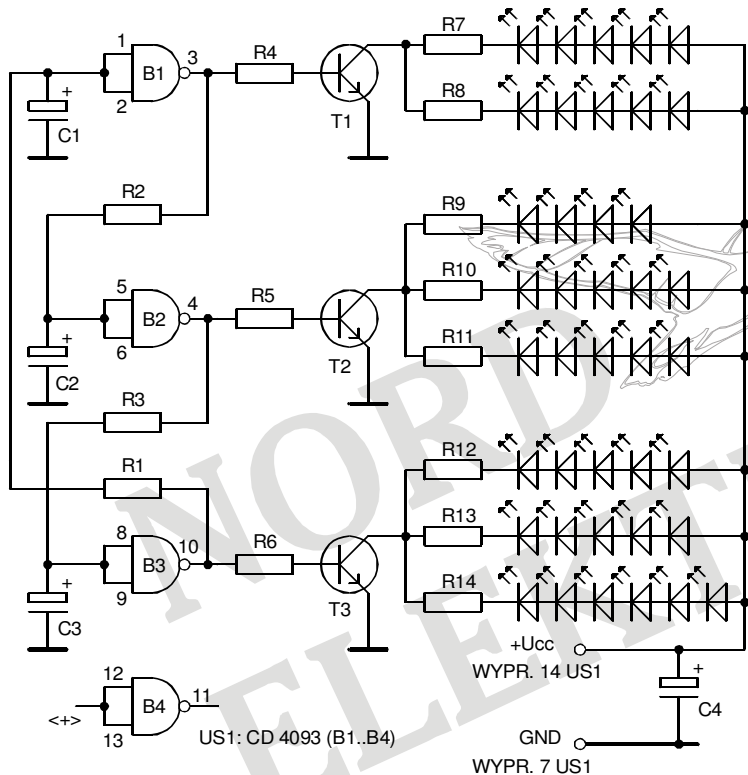 1
2
B1
3
+
C1
R4
T1
R7
R8
R2
5
6
B2
4
+
C2
R5
T2
R9
R10
R11
R3
R1
8
9
B3
10
+
C3
R6
T3
R12
R13
R14
12
13
<+>
B4
11
US1: CD 4093 (B1..B4)
+Ucc
WYPR. 14 US1
+
C4
GND
WYPR. 7 US1
NORD
ELEKT